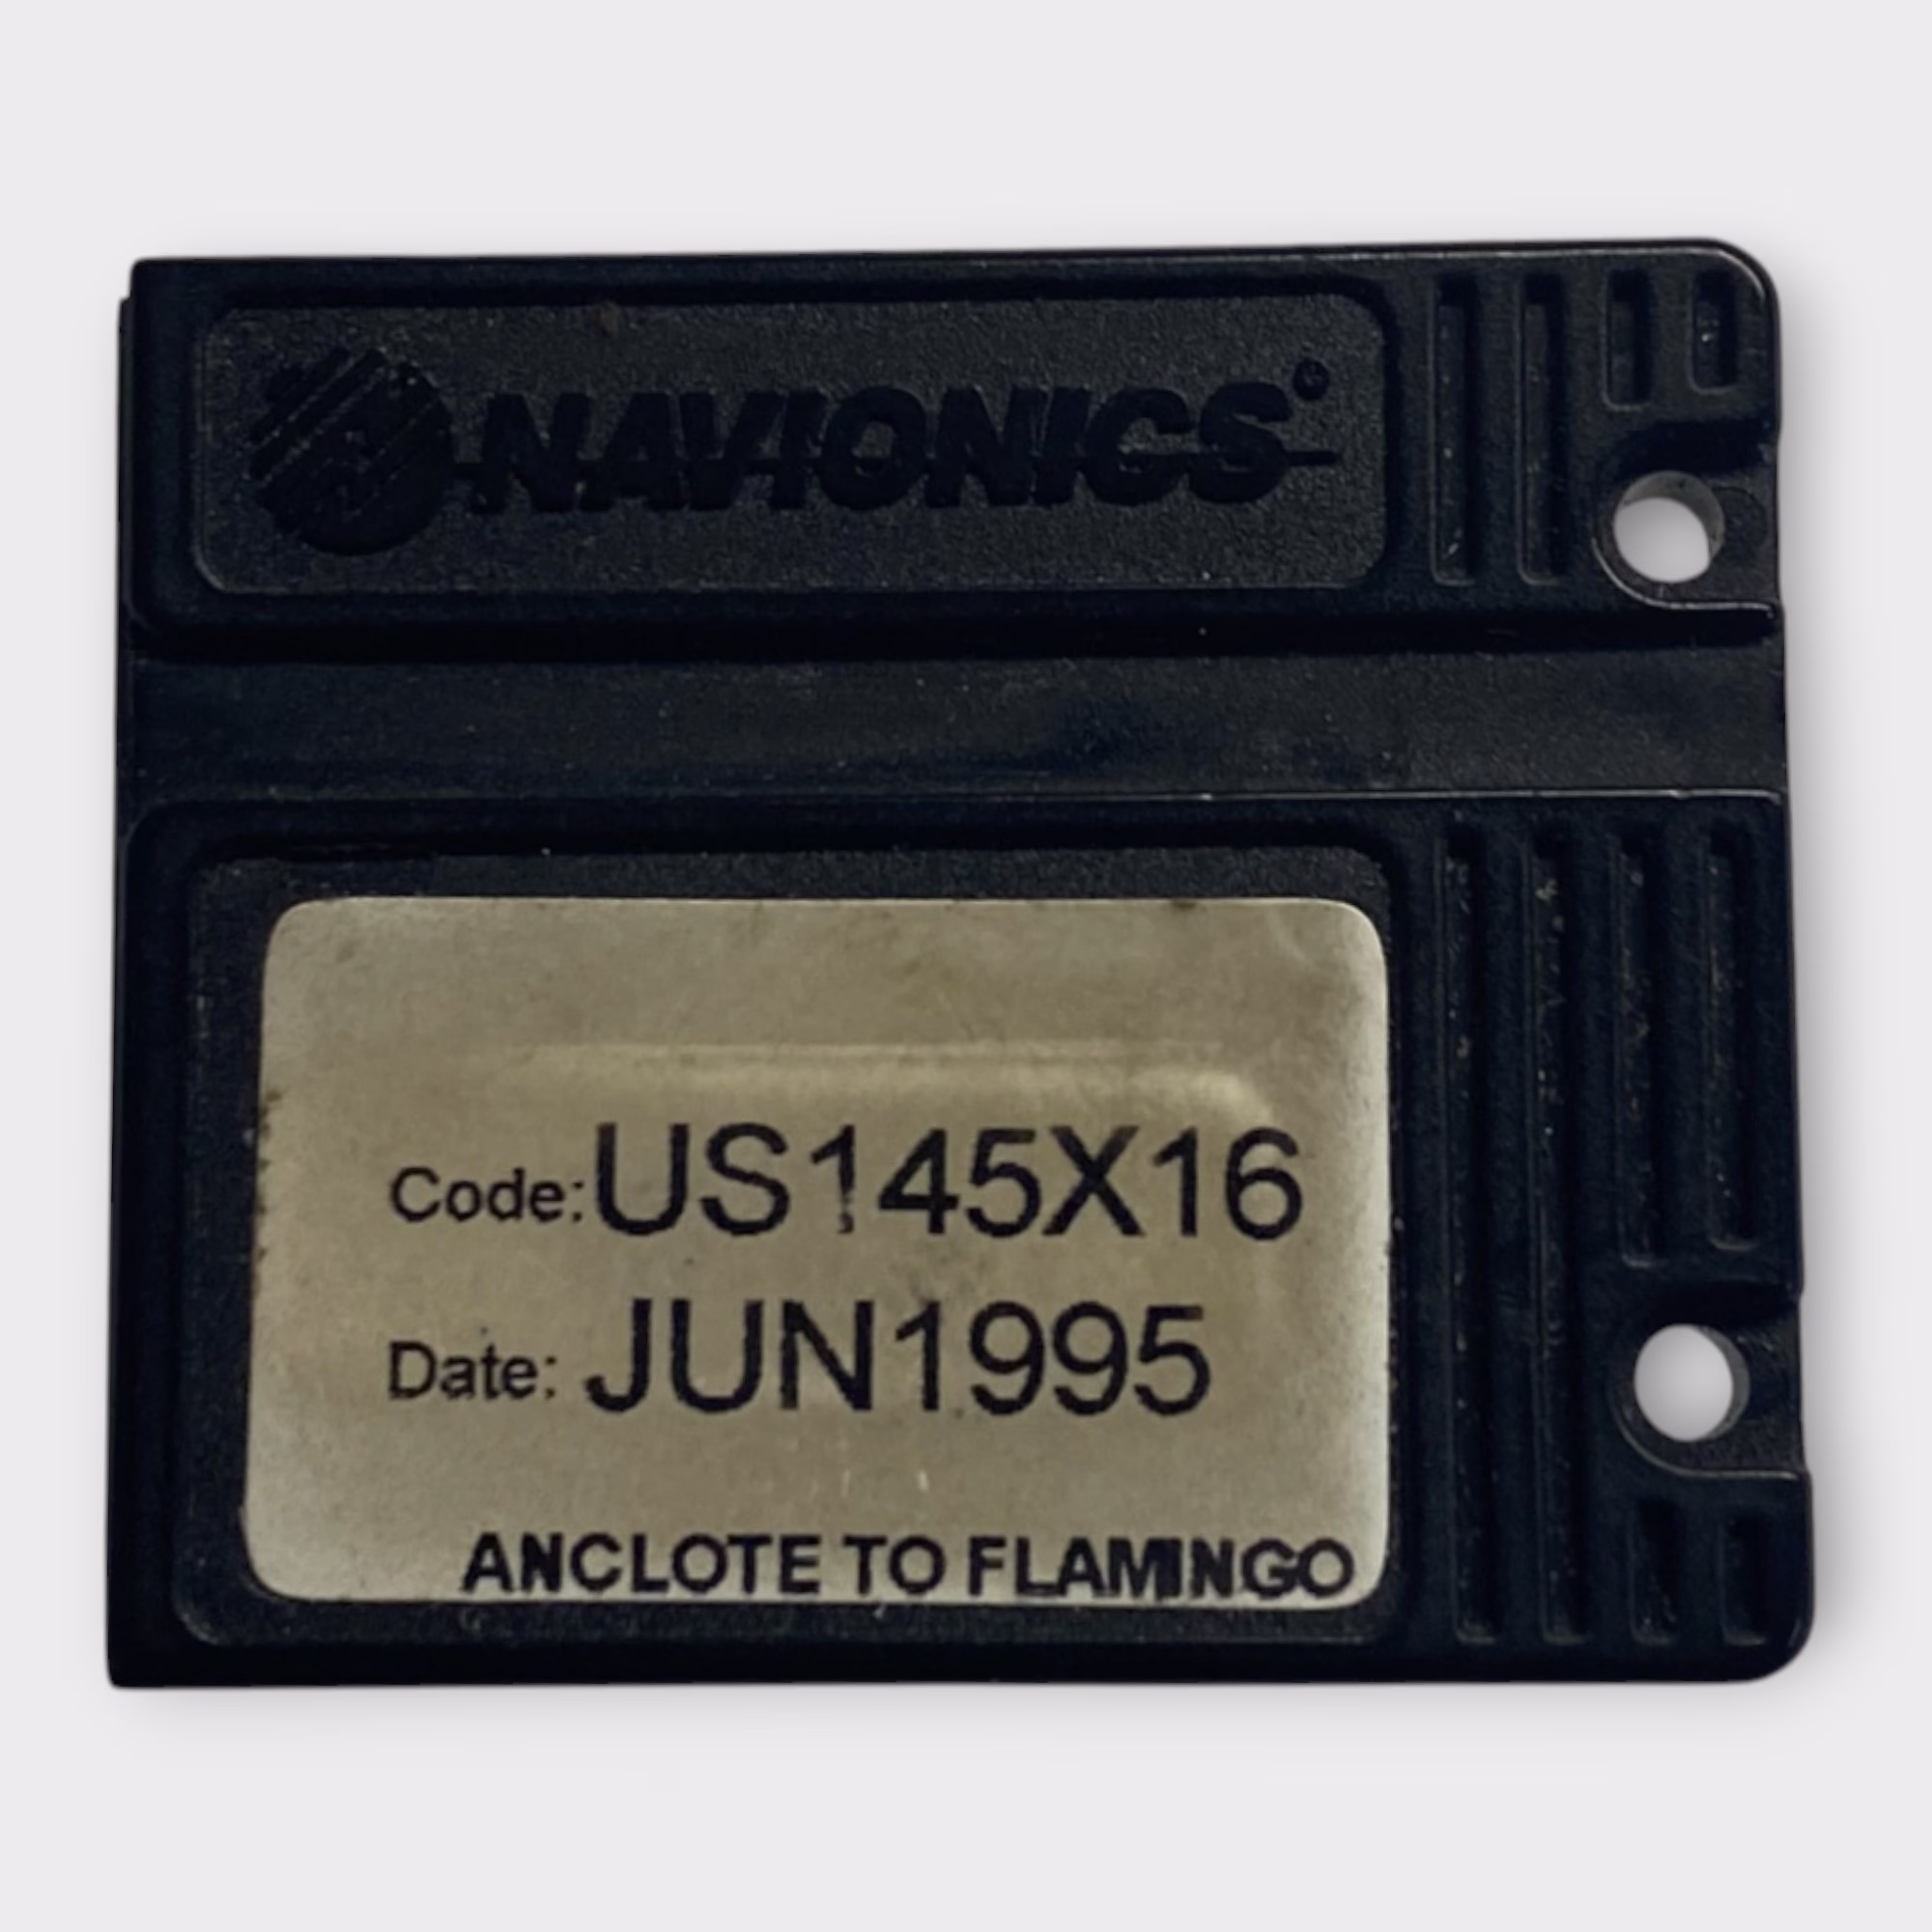 NAVIONICS®
Code: US145X16
Date: JUN1995
ANCLOTE TO FLAMINGO